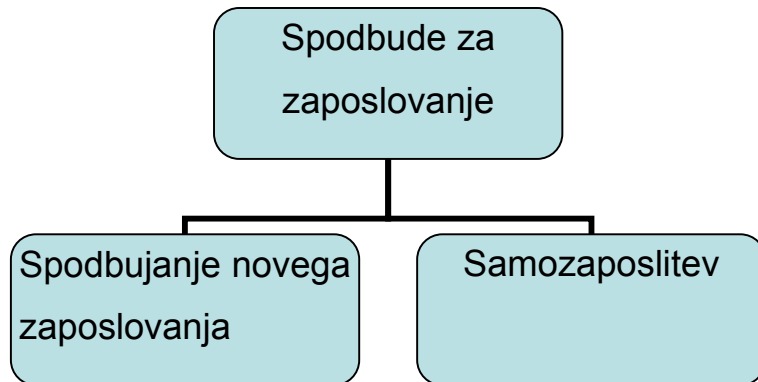 Spodbude za
zaposlovanje
Spodbujanje novega
zaposlovanja
Samozaposlitev